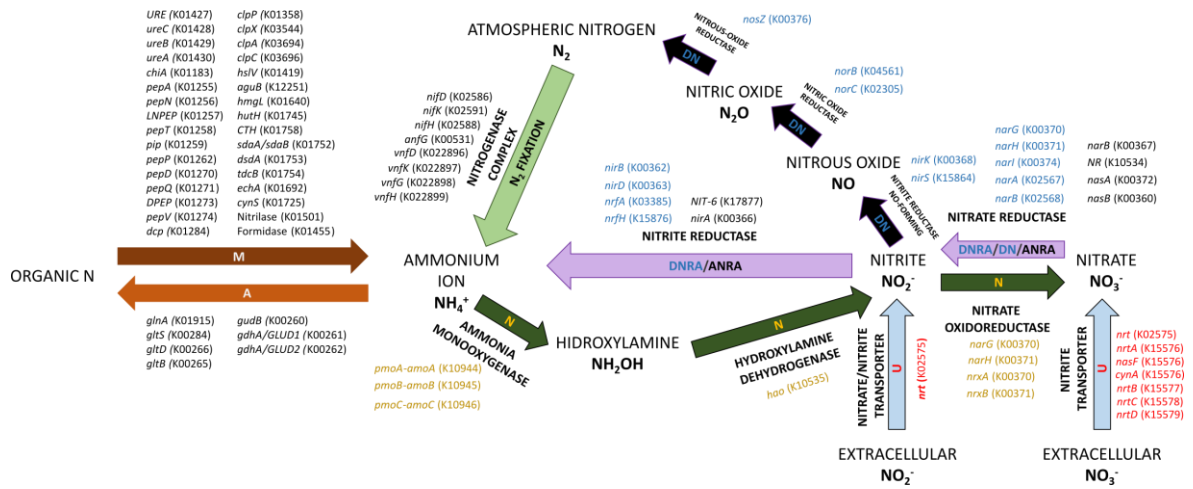 URE (K01427)
ureC (K01428)
ureB (K01429)
ureA (K01430)
chiA (K01183)
pepA (K01255)
pepN (K01256)
LNPEP (K01257)
pepT (K01258)
pip (K01259)
pepP (K01262)
pepD (K01270)
pepQ (K01271)
DPEP (K01273)
pepV (K01274)
dcp (K01284)
clpP (K01358)
clpX (K03544)
clpA (K03694)
clpC (K03696)
hslV (K01419)
aguB (K12251)
hmgL (K01640)
hutH (K01745)
CTH (K01758)
sdaA/sdaB (K01752)
dsdA (K01753)
tdcB (K01754)
echA (K01692)
cynS (K01725)
Nitrilase (K01501)
Formidase (K01455)
ORGANIC N
M
A
glnA (K01915)
gltS (K00284)
gltD (K00266)
gltB (K00265)
gudB (K00260)
gdhA/GLUD1 (K00261)
gdhA/GLUD2 (K00262)
ATMOSPHERIC NITROGEN
N₂
nifD (K02586)
nifK (K02591)
nifH (K02588)
anfG (K00531)
vnfD (K022896)
vnfK (K022897)
vnfG (K022898)
vnfH (K022899)
NITROGENASE
COMPLEX
N₂ FIXATION
AMMONIUM
ION
NH₄⁺
N
AMMONIA
MONOOXYGENASE
pmoA-amoA (K10944)
pmoB-amoB (K10945)
pmoC-amoC (K10946)
HIDROXYLAMINE
NH₂OH
N
HYDROXYLAMINE
DEHYDROGENASE
hao (K10535)
nosZ (K00376)
NITROUS-OXIDE
REDUCTASE
DN
NITRIC OXIDE
N₂O
norB (K04561)
norC (K02305)
NITRIC OXIDE
REDUCTASE
DN
NITROUS OXIDE
NO
nirK (K00368)
nirS (K15864)
NITRITE REDUCTASE
NO-FORMING
DN
nirB (K00362)
nirD (K00363)
nrfA (K03385)
nrfH (K15876)
NIT-6 (K17877)
nirA (K00366)
NITRITE REDUCTASE
DNRA/ANRA
NITRITE
NO₂⁻
narG (K00370)
narH (K00371)
narI (K00374)
narA (K02567)
narB (K02568)
narB (K00367)
NR (K10534)
nasA (K00372)
nasB (K00360)
NITRATE REDUCTASE
DNRA/DN/ANRA
N
NITRATE
NO₃⁻
NITRATE
OXIDOREDUCTASE
narG (K00370)
narH (K00371)
nrxA (K00370)
nrxB (K00371)
NITRATE/NITRITE
TRANSPORTER
U
nrt (K02575)
EXTRACELLULAR
NO₂⁻
NITRITE
TRANSPORTER
U
nrt (K02575)
nrtA (K15576)
nasF (K15576)
cynA (K15576)
nrtB (K15577)
nrtC (K15578)
nrtD (K15579)
EXTRACELLULAR
NO₃⁻